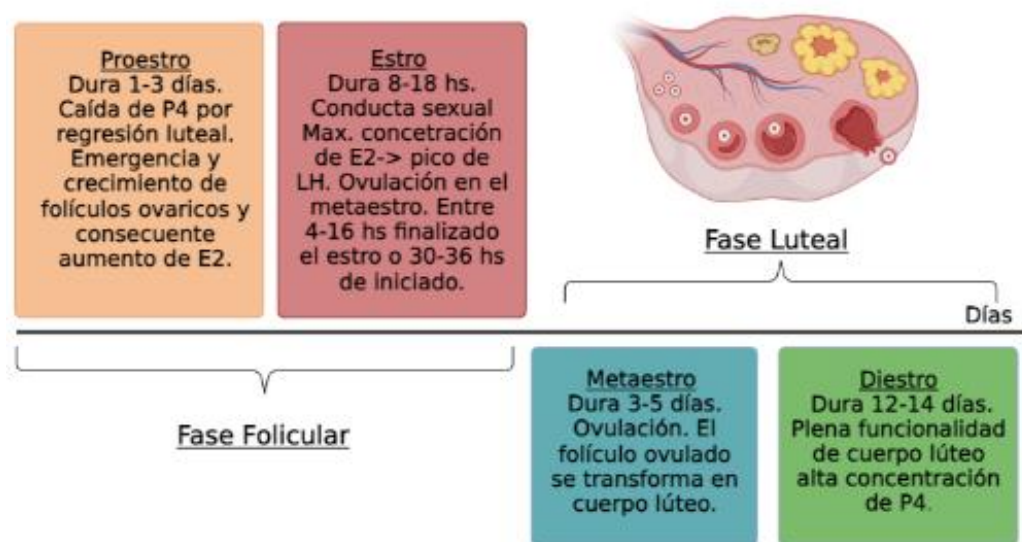 Proestro
Dura 1-3 días.
Caída de P4 por
regresión luteal.
Emergencia y
crecimiento de
folículos ovaricos y
consecuente
aumento de E2.
Estro
Dura 8-18 hs.
Conducta sexual
Max. concetración
de E2-> pico de
LH. Ovulación en el
metaestro. Entre
4-16 hs finalizado
el estro o 30-36 hs
de iniciado.
Fase Luteal
Días
Fase Folicular
Metaestro
Dura 3-5 días.
Ovulación. El
folículo ovulado
se transforma en
cuerpo lúteo.
Diestro
Dura 12-14 días.
Plena funcionalidad
de cuerpo lúteo
alta concentración
de P4.